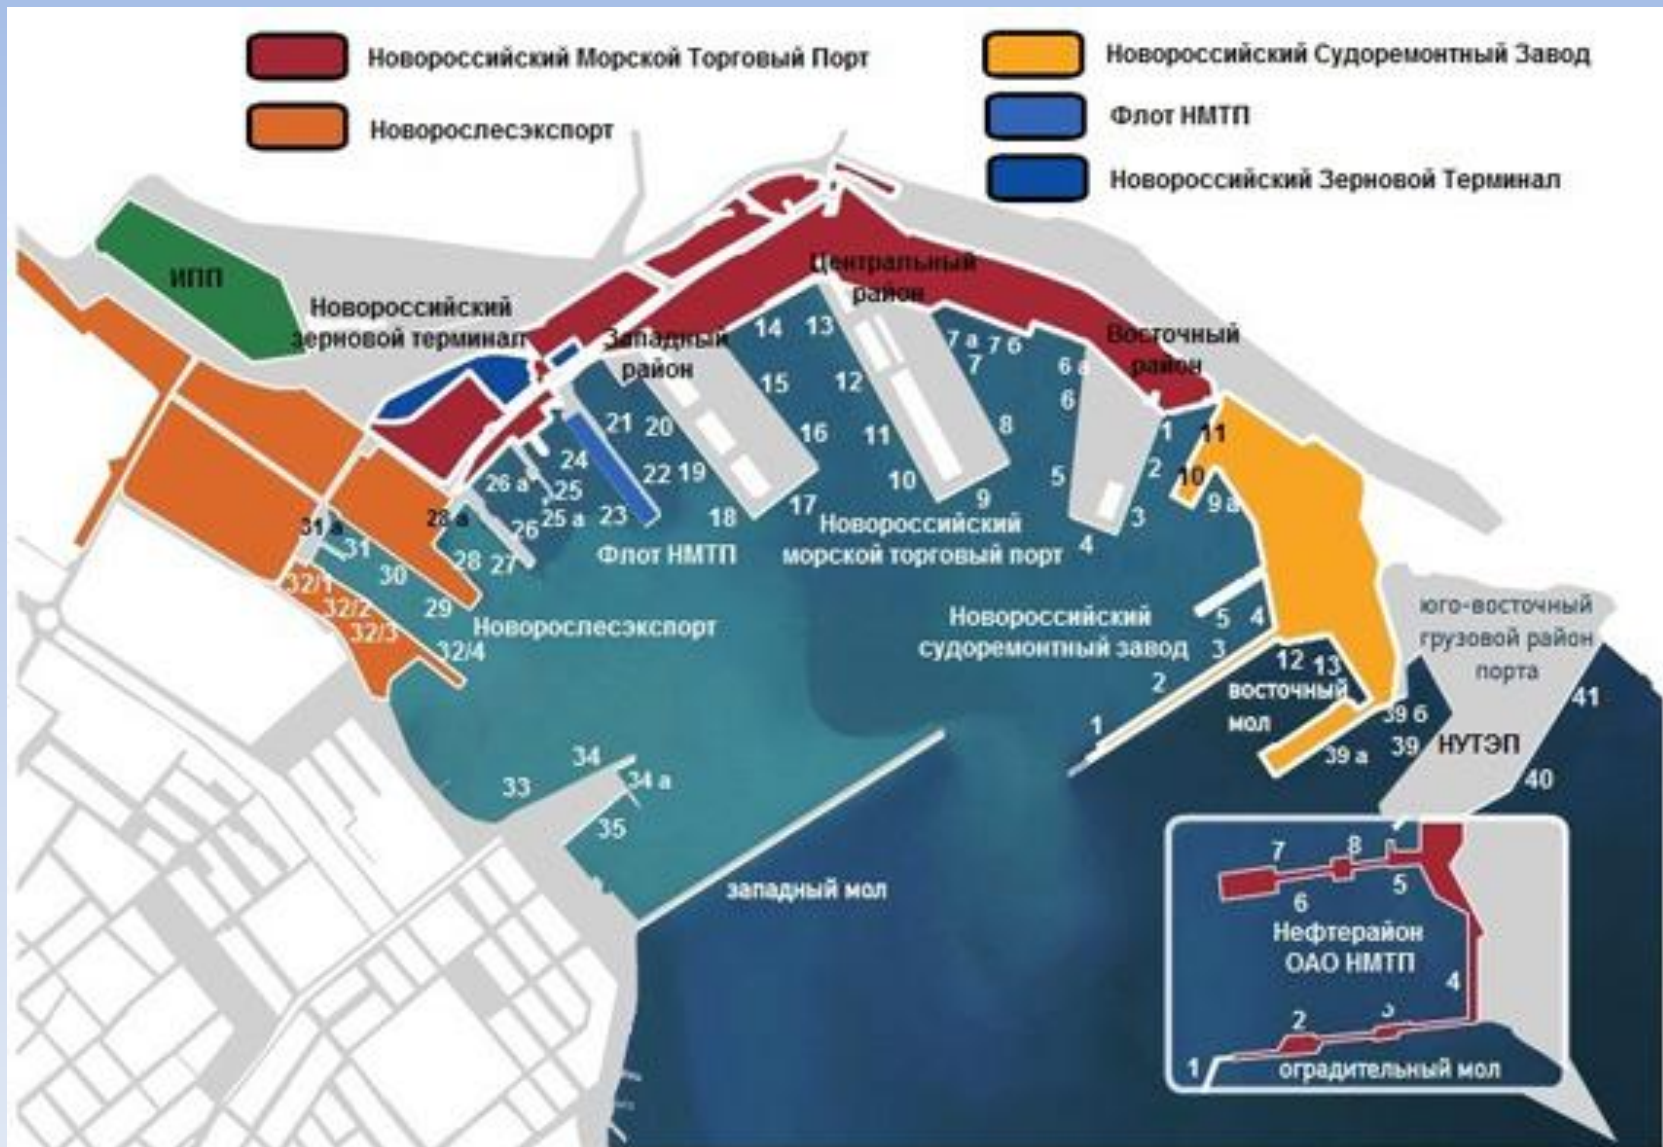 Новороссийский Морской Торговый Порт
Новорослесэкспорт
Новороссийский Судоремонтный Завод
Флот НМТП
Новороссийский Зерновой Терминал
ИПП
Новороссийский
зерновой терминал
Западный
район
Центральный
район
Восточный
район
14
13
15
12
16
11
10
17
9
8
7
7 а
7 б
6 а
6
5
4
3
2
1
11
10
9 а
21
20
22
19
18
24
25
25 а
23
26 а
26
27
28 а
28
29
30
31 а
31
32/1
32/2
32/3
32/4
Флот НМТП
Новороссийский
морской торговый порт
Новорослесэкспорт
Новороссийский
судоремонтный завод
5
4
3
2
1
12
13
восточный
мол
39 б
39
39 а
НУТЭП
юго-восточный
грузовой район
порта
41
40
33
34
34 а
35
западный мол
7
8
6
5
Нефтерайон
ОАО НМТП
4
2
3
1
оградительный мол